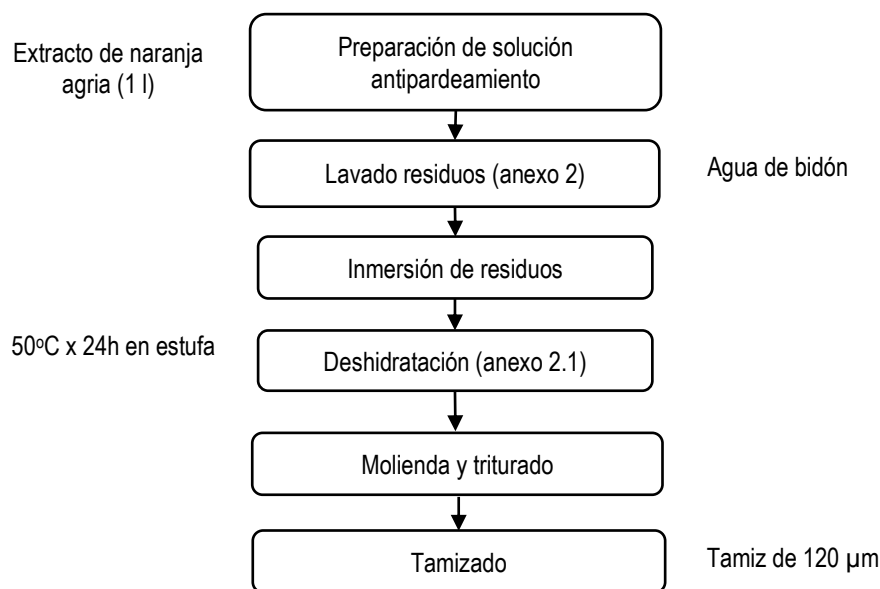 Extracto de naranja
agria (1 l)
Preparación de solución
antipardeamiento
Lavado residuos (anexo 2)
Agua de bidón
Inmersión de residuos
50ºC x 24h en estufa
Deshidratación (anexo 2.1)
Molienda y triturado
Tamizado
Tamiz de 120 µm